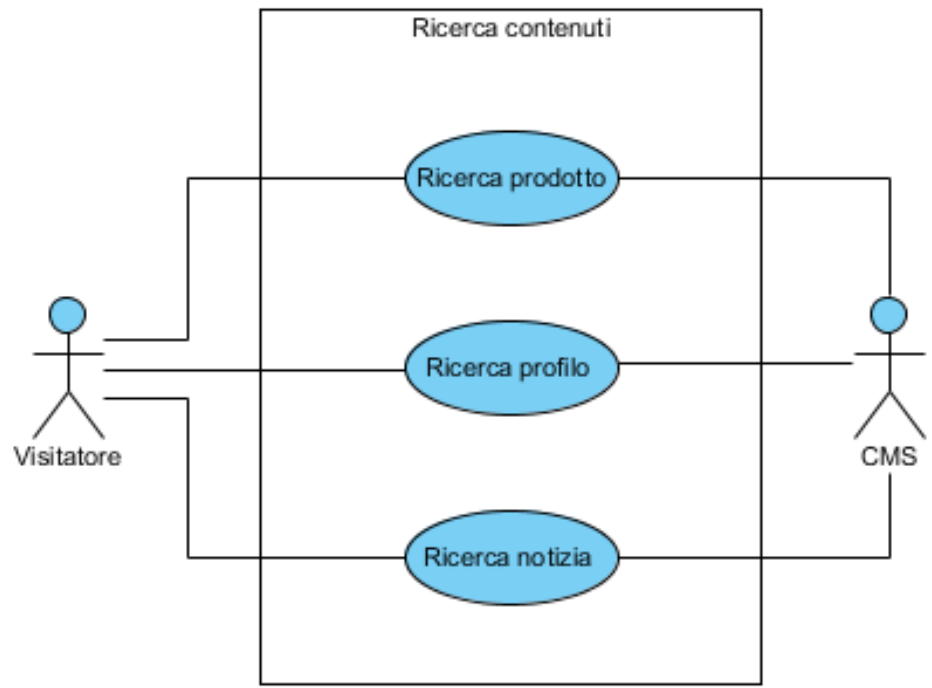 Ricerca contenuti
Ricerca prodotto
Ricerca profilo
Visitatore
CMS
Ricerca notizia